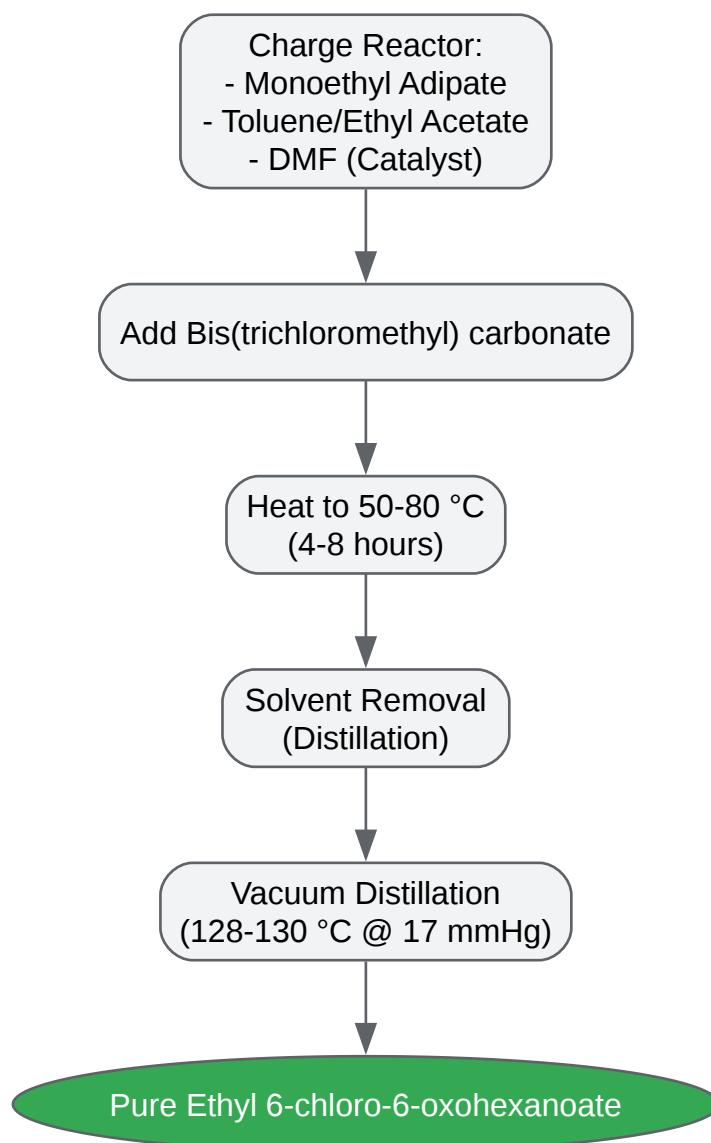 Charge Reactor:
- Monoethyl Adipate
- Toluene/Ethyl Acetate
- DMF (Catalyst)
Add Bis(trichloromethyl) carbonate
Heat to 50-80 °C
(4-8 hours)
Solvent Removal
(Distillation)
Vacuum Distillation
(128-130 °C @ 17 mmHg)
Pure Ethyl 6-chloro-6-oxohexanoate